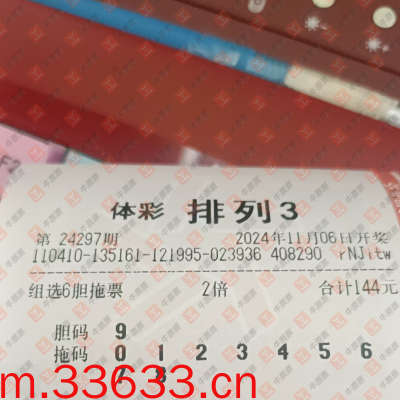 体彩 排列3
第 24297期 2024年11月06日开奖
110410-135161-121995-023936 408290 rNJitw
组选6胆拖票 2倍 合计144元
胆码 9
拖码 0 1 2 3 4 5 6
7 8
m.33633.cn